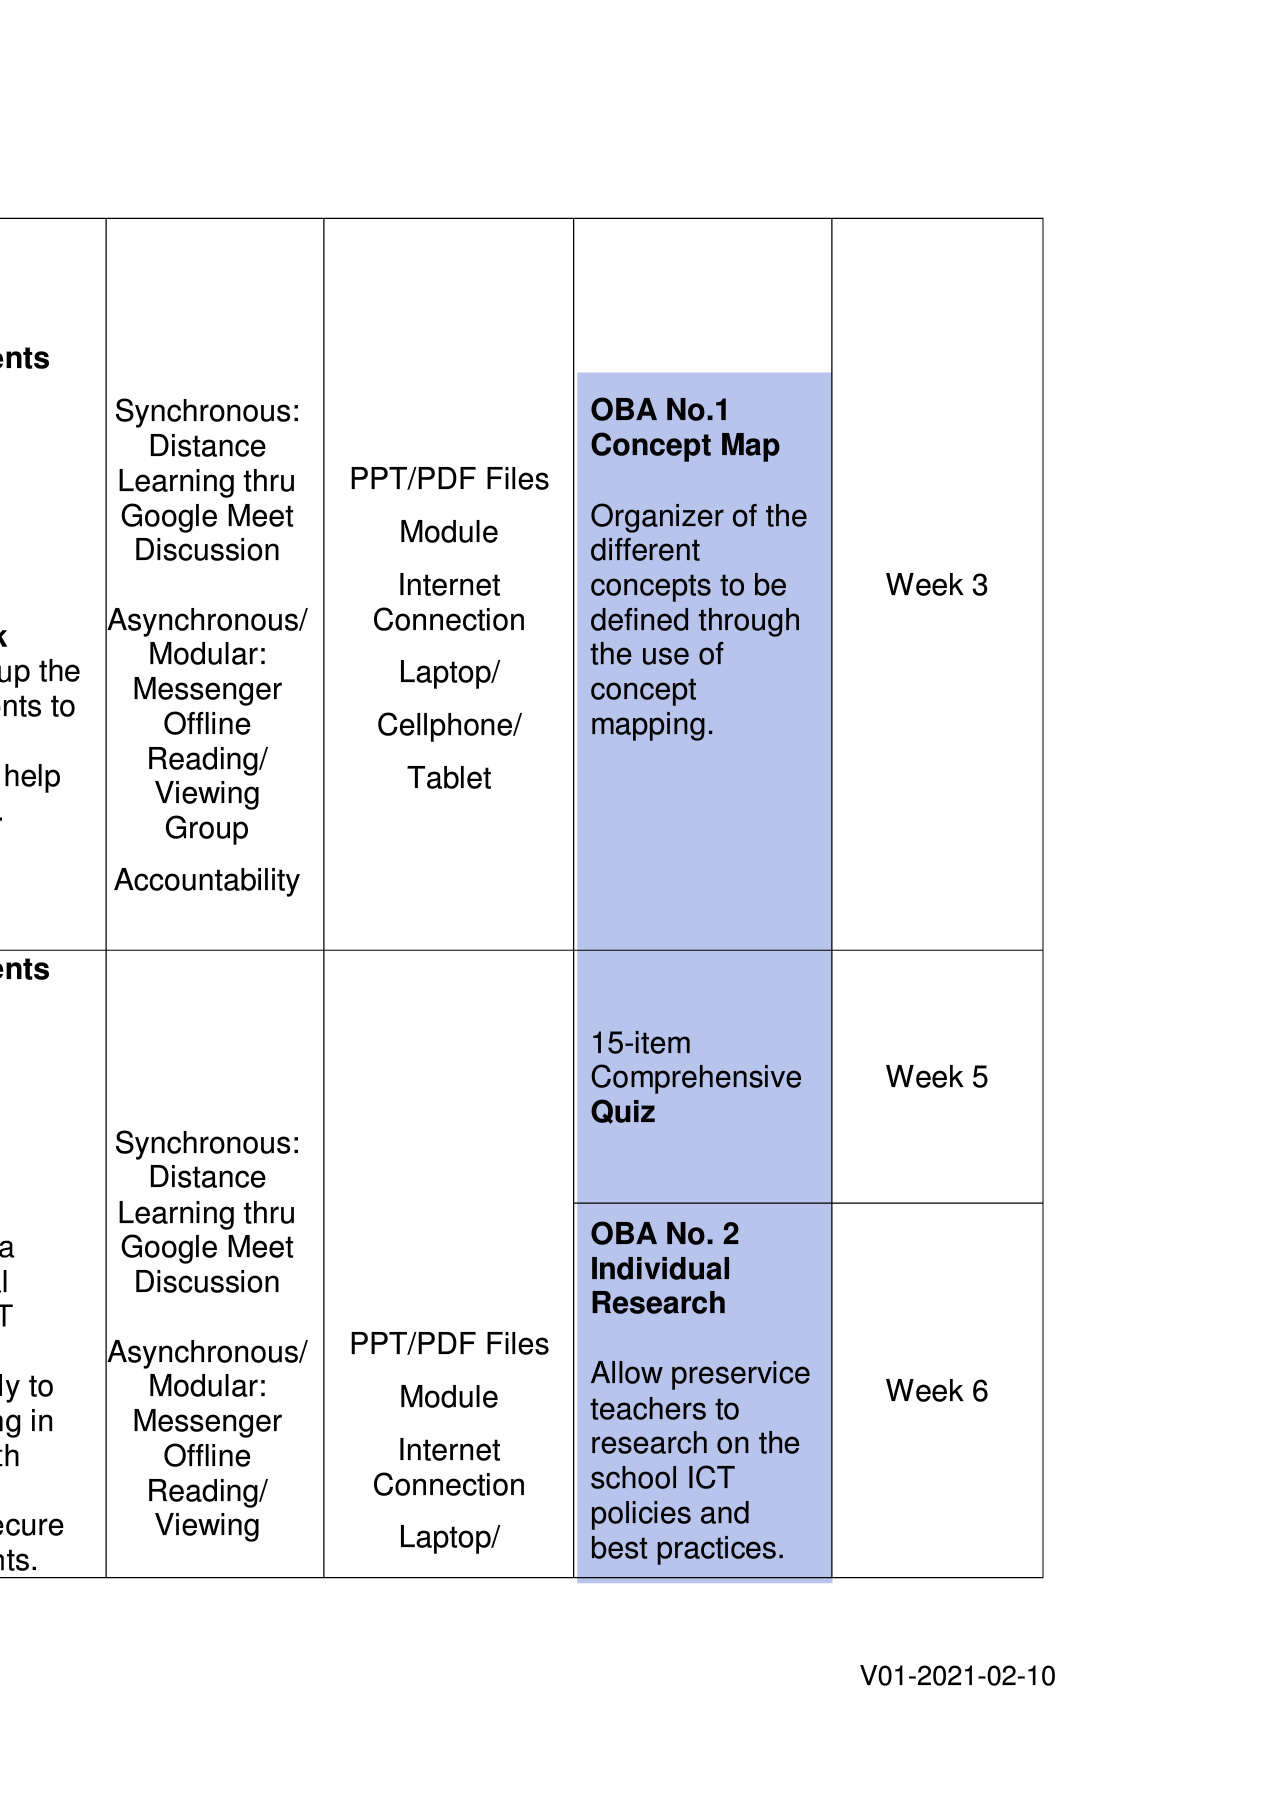 ents
k
up the
ents to
help
.
Synchronous:
Distance
Learning thru
Google Meet
Discussion
Asynchronous/
Modular:
Messenger
Offline
Reading/
Viewing
Group
Accountability
PPT/PDF Files
Module
Internet
Connection
Laptop/
Cellphone/
Tablet
OBA No.1
Concept Map
Organizer of the
different
concepts to be
defined through
the use of
concept
mapping.
Week 3
ents
a
l
T
ly to
ng in
th
ecure
nts.
Synchronous:
Distance
Learning thru
Google Meet
Discussion
Asynchronous/
Modular:
Messenger
Offline
Reading/
Viewing
PPT/PDF Files
Module
Internet
Connection
Laptop/
15-item
Comprehensive
Quiz
Week 5
OBA No. 2
Individual
Research
Allow preservice
teachers to
research on the
school ICT
policies and
best practices.
Week 6
V01-2021-02-10